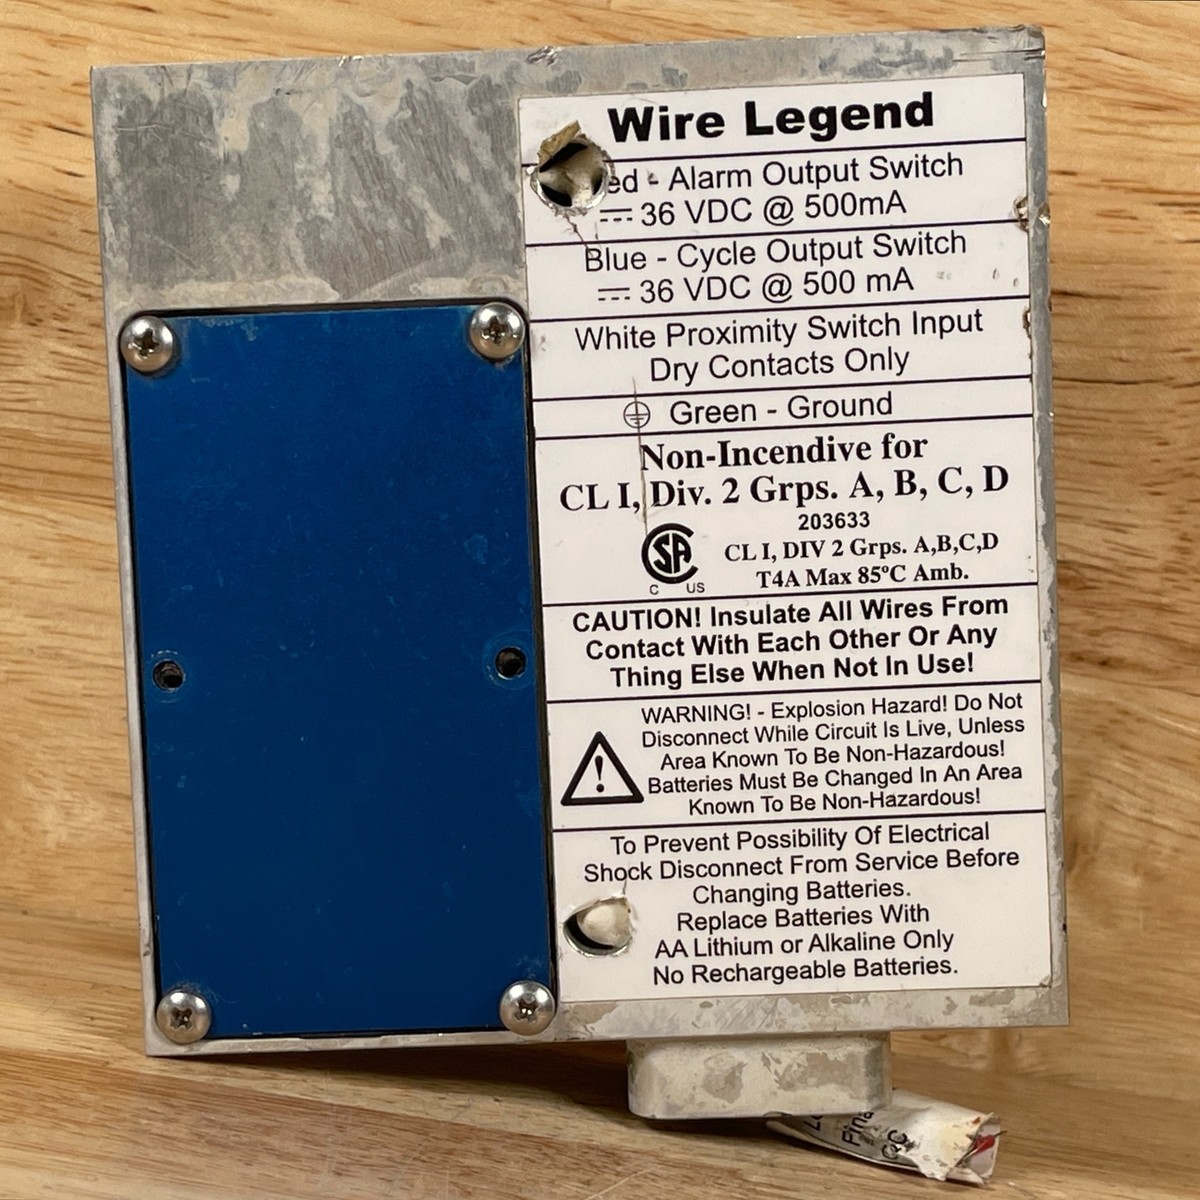 Wire Legend
ed - Alarm Output Switch
⎓ 36 VDC @ 500mA
Blue - Cycle Output Switch
⎓ 36 VDC @ 500 mA
White Proximity Switch Input
Dry Contacts Only
Green - Ground
Non-Incendive for
CL I, Div. 2 Grps. A, B, C, D
203633
CL I, DIV 2 Grps. A,B,C,D
T4A Max 85ºC Amb.
SA
C US
CAUTION! Insulate All Wires From
Contact With Each Other Or Any
Thing Else When Not In Use!
WARNING! - Explosion Hazard! Do Not
Disconnect While Circuit Is Live, Unless
Area Known To Be Non-Hazardous!
Batteries Must Be Changed In An Area
Known To Be Non-Hazardous!
To Prevent Possibility Of Electrical
Shock Disconnect From Service Before
Changing Batteries.
Replace Batteries With
AA Lithium or Alkaline Only
No Rechargeable Batteries.
QC